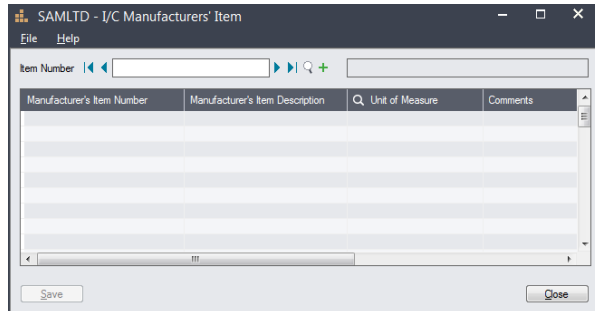 SAMLTD - I/C Manufacturers' Item
File Help
Item Number
Manufacturer's Item Number Manufacturer's Item Description Unit of Measure Comments
Save Close